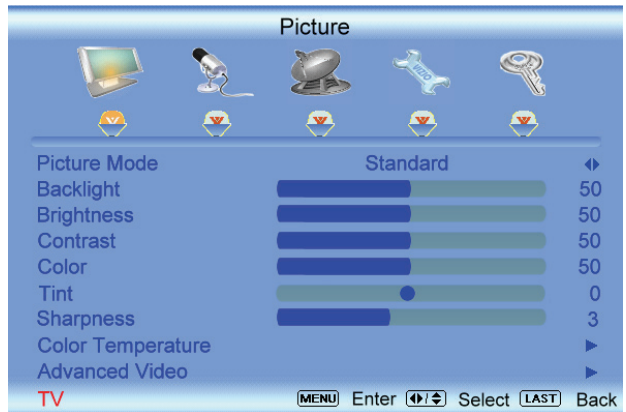 Picture
VIZIO
Picture Mode Standard
Backlight 50
Brightness 50
Contrast 50
Color 50
Tint 0
Sharpness 3
Color Temperature
Advanced Video
TV MENU Enter Select LAST Back